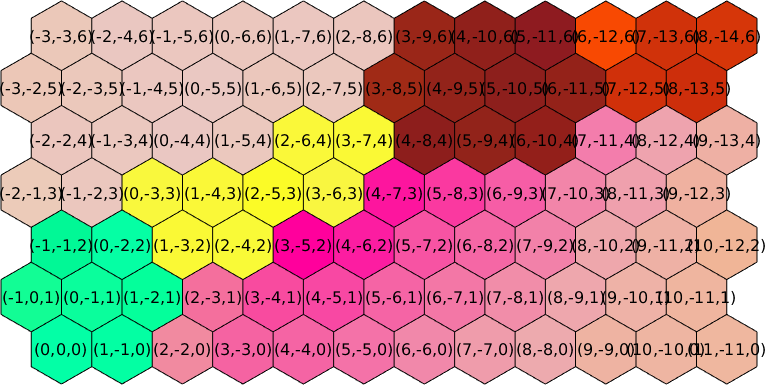 (-3,-3,6) (-2,-4,6) (-1,-5,6) (0,-6,6) (1,-7,6) (2,-8,6) (3,-9,6) (4,-10,6) (5,-11,6) (6,-12,6) (7,-13,6) (8,-14,6)
(-3,-2,5) (-2,-3,5) (-1,-4,5) (0,-5,5) (1,-6,5) (2,-7,5) (3,-8,5) (4,-9,5) (5,-10,5) (6,-11,5) (7,-12,5) (8,-13,5)
(-2,-2,4) (-1,-3,4) (0,-4,4) (1,-5,4) (2,-6,4) (3,-7,4) (4,-8,4) (5,-9,4) (6,-10,4) (7,-11,4) (8,-12,4) (9,-13,4)
(-2,-1,3) (-1,-2,3) (0,-3,3) (1,-4,3) (2,-5,3) (3,-6,3) (4,-7,3) (5,-8,3) (6,-9,3) (7,-10,3) (8,-11,3) (9,-12,3)
(-1,-1,2) (0,-2,2) (1,-3,2) (2,-4,2) (3,-5,2) (4,-6,2) (5,-7,2) (6,-8,2) (7,-9,2) (8,-10,2) (9,-11,2) (10,-12,2)
(-1,0,1) (0,-1,1) (1,-2,1) (2,-3,1) (3,-4,1) (4,-5,1) (5,-6,1) (6,-7,1) (7,-8,1) (8,-9,1) (9,-10,1) (10,-11,1)
(0,0,0) (1,-1,0) (2,-2,0) (3,-3,0) (4,-4,0) (5,-5,0) (6,-6,0) (7,-7,0) (8,-8,0) (9,-9,0) (10,-10,0) (11,-11,0)